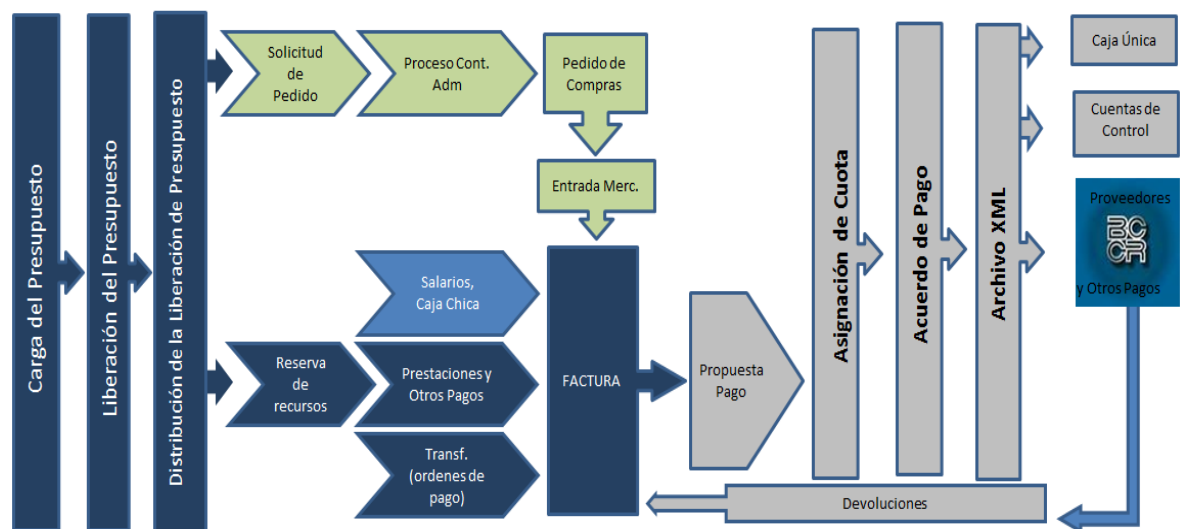 Carga del Presupuesto
Liberación del Presupuesto
Distribución de la Liberación de Presupuesto
Solicitud
de
Pedido
Proceso Cont.
Adm
Pedido de
Compras
Entrada Merc.
Salarios,
Caja Chica
Reserva
de
recursos
Prestaciones y
Otros Pagos
Transf.
(ordenes de
pago)
FACTURA
Propuesta
Pago
Asignación de Cuota
Acuerdo de Pago
Archivo XML
Caja Única
Cuentas de
Control
Proveedores
BC
CR
y Otros Pagos
Devoluciones